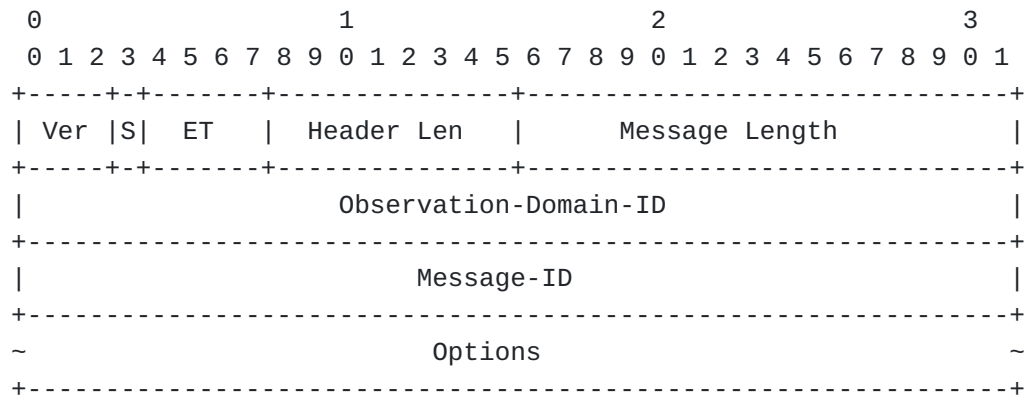 0                   1                   2                   3
 0 1 2 3 4 5 6 7 8 9 0 1 2 3 4 5 6 7 8 9 0 1 2 3 4 5 6 7 8 9 0 1
+-----+-+-------+---------------+-------------------------------+
| Ver |S|  ET   |  Header Len   |      Message Length           |
+-----+-+-------+---------------+-------------------------------+
|                    Observation-Domain-ID                      |
+---------------------------------------------------------------+
|                         Message-ID                            |
+---------------------------------------------------------------+
~                          Options                              ~
+---------------------------------------------------------------+